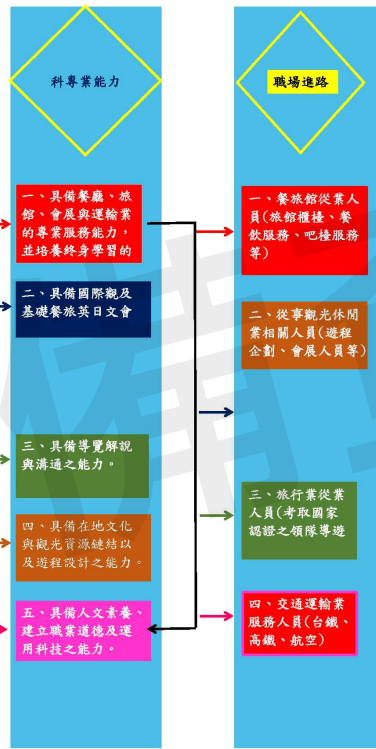 科專業能力
一、具備餐廳、旅
館、會展與運輸業
的專業服務能力，
並培養終身學習的
二、具備國際觀及
基礎餐旅英日文會
三、具備導覽解說
與溝通之能力。
四、具備在地文化
與觀光資源縺結以
及遊程設計之能力。
五、具備人文素養、
建立職業道德及運
用科技之能力。
職場進路
一、餐旅館從業人
員(旅館櫃檯、餐
飲服務、吧檯服務
等)
二、從事觀光休閒
業相關人員(遊程
企劃、會展人員等)
三、旅行業從業
人員(考取國家
認證之領隊導遊
四、交通運輸業
服務人員(台鐵、
高鐵、航空)
備